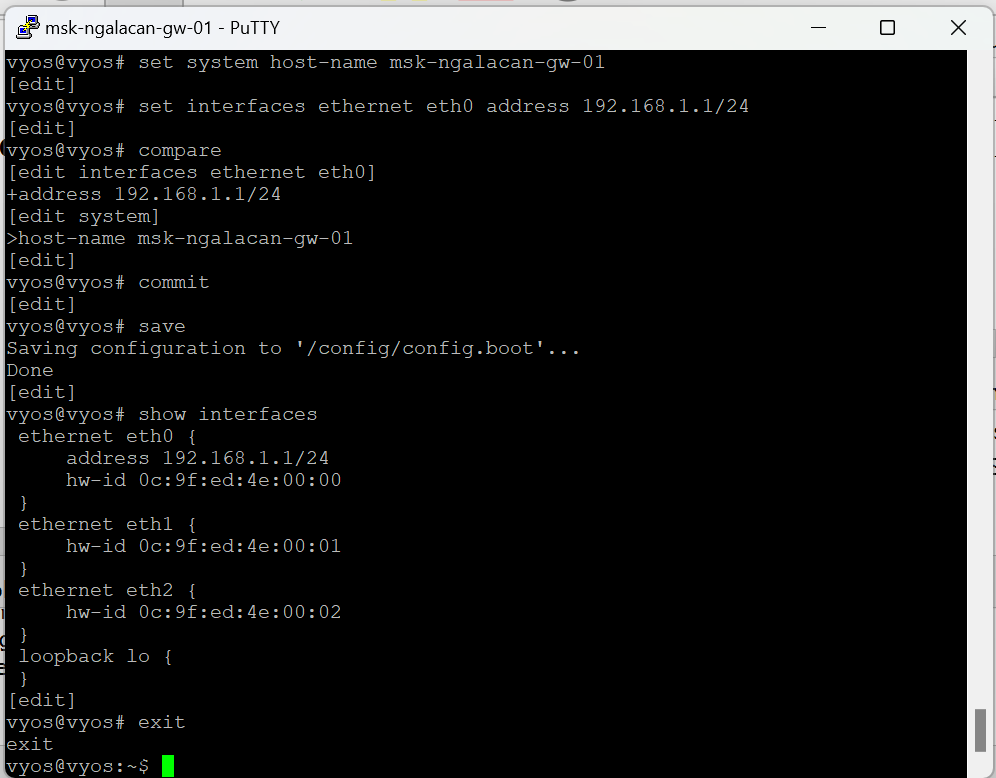 msk-ngalacan-gw-01 - PuTTY
vyos@vyos# set system host-name msk-ngalacan-gw-01
[edit]
vyos@vyos# set interfaces ethernet eth0 address 192.168.1.1/24
[edit]
vyos@vyos# compare
[edit interfaces ethernet eth0]
+address 192.168.1.1/24
[edit system]
>host-name msk-ngalacan-gw-01
[edit]
vyos@vyos# commit
[edit]
vyos@vyos# save
Saving configuration to '/config/config.boot'...
Done
[edit]
vyos@vyos# show interfaces
 ethernet eth0 {
     address 192.168.1.1/24
     hw-id 0c:9f:ed:4e:00:00
 }
 ethernet eth1 {
     hw-id 0c:9f:ed:4e:00:01
 }
 ethernet eth2 {
     hw-id 0c:9f:ed:4e:00:02
 }
 loopback lo {
 }
[edit]
vyos@vyos# exit
exit
vyos@vyos:~$